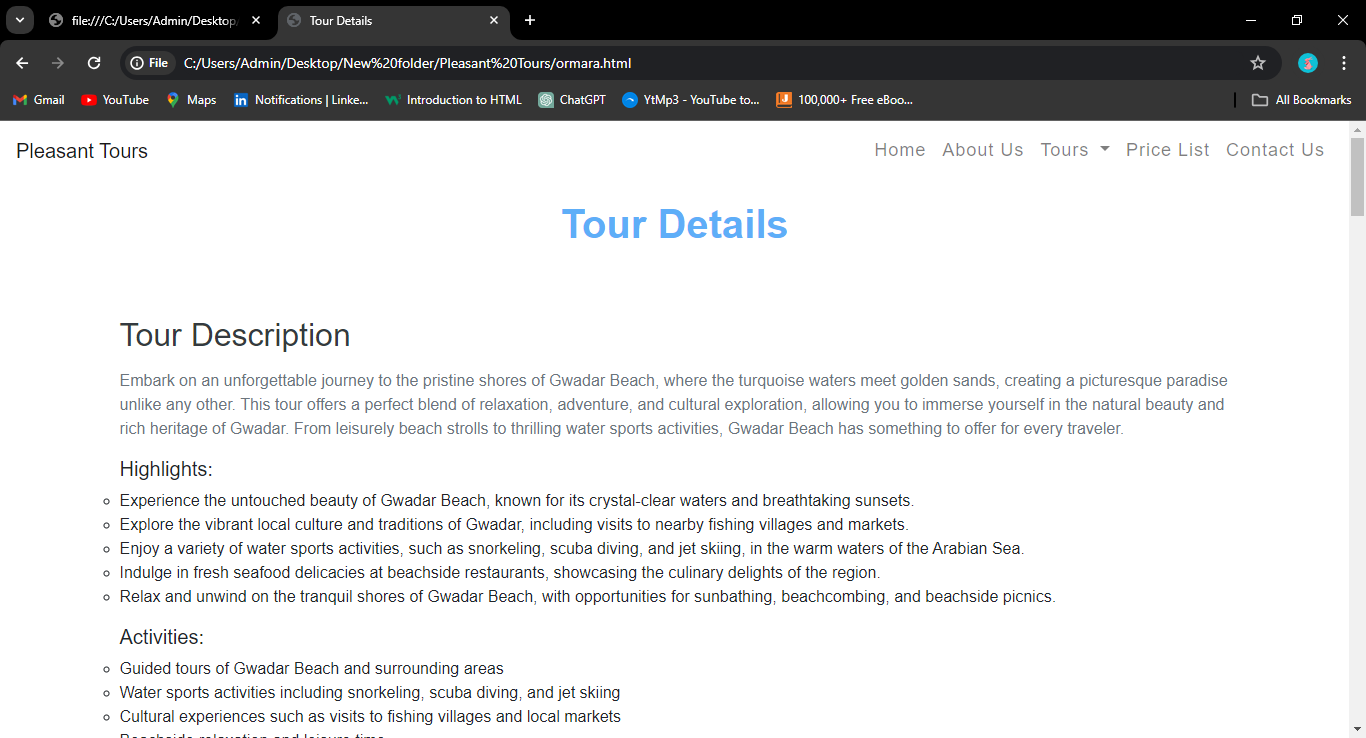 file:///C:/Users/Admin/Desktop/
Tour Details
File
C:/Users/Admin/Desktop/New%20folder/Pleasant%20Tours/ormara.html
Gmail
YouTube
Maps
Notifications | Linke...
Introduction to HTML
ChatGPT
YtMp3 - YouTube to...
100,000+ Free eBoo...
All Bookmarks
Pleasant Tours
Home
About Us
Tours
Price List
Contact Us
Tour Details
Tour Description
Embark on an unforgettable journey to the pristine shores of Gwadar Beach, where the turquoise waters meet golden sands, creating a picturesque paradise
unlike any other. This tour offers a perfect blend of relaxation, adventure, and cultural exploration, allowing you to immerse yourself in the natural beauty and
rich heritage of Gwadar. From leisurely beach strolls to thrilling water sports activities, Gwadar Beach has something to offer for every traveler.
Highlights:
Experience the untouched beauty of Gwadar Beach, known for its crystal-clear waters and breathtaking sunsets.
Explore the vibrant local culture and traditions of Gwadar, including visits to nearby fishing villages and markets.
Enjoy a variety of water sports activities, such as snorkeling, scuba diving, and jet skiing, in the warm waters of the Arabian Sea.
Indulge in fresh seafood delicacies at beachside restaurants, showcasing the culinary delights of the region.
Relax and unwind on the tranquil shores of Gwadar Beach, with opportunities for sunbathing, beachcombing, and beachside picnics.
Activities:
Guided tours of Gwadar Beach and surrounding areas
Water sports activities including snorkeling, scuba diving, and jet skiing
Cultural experiences such as visits to fishing villages and local markets
Beachside relaxation and leisure time